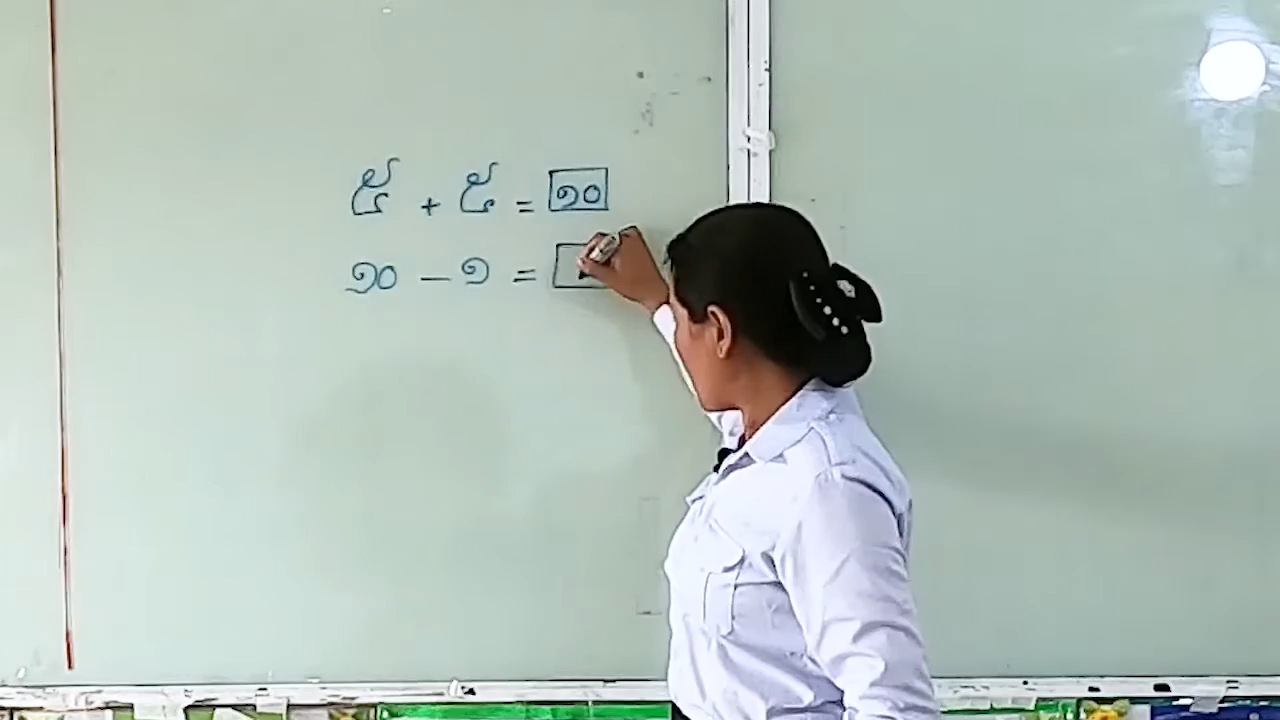 ៥ + ៥ = ១០
១០ – ១ =